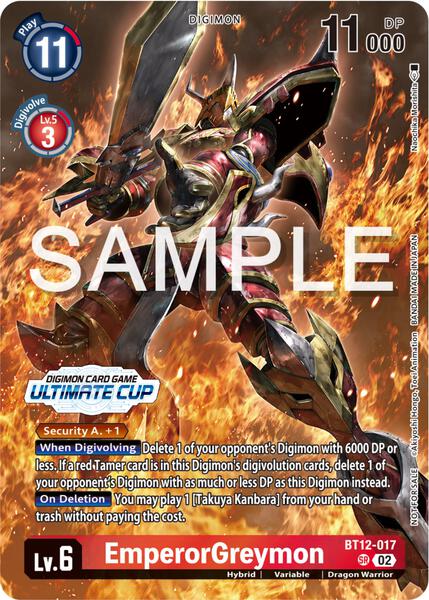 DIGIMON
Play
11
11000
DP
Digivolve
Lv.5
3
Naochika Morishita
SAMPLE
NOT FOR SALE ©Akiyoshi Hongo, Toei Animation BANDAI MADE IN JAPAN
DIGIMON CARD GAME
ULTIMATE CUP
Security A. +1
When Digivolving Delete 1 of your opponent's Digimon with 6000 DP or
less. If a red Tamer card is in this Digimon's digivolution cards, delete 1 of
your opponent's Digimon with as much or less DP as this Digimon instead.
On Deletion You may play 1 [Takuya Kanbara] from your hand or
trash without paying the cost.
Lv.6
EmperorGreymon
BT12-017
SR 02
Hybrid | Variable | Dragon Warrior